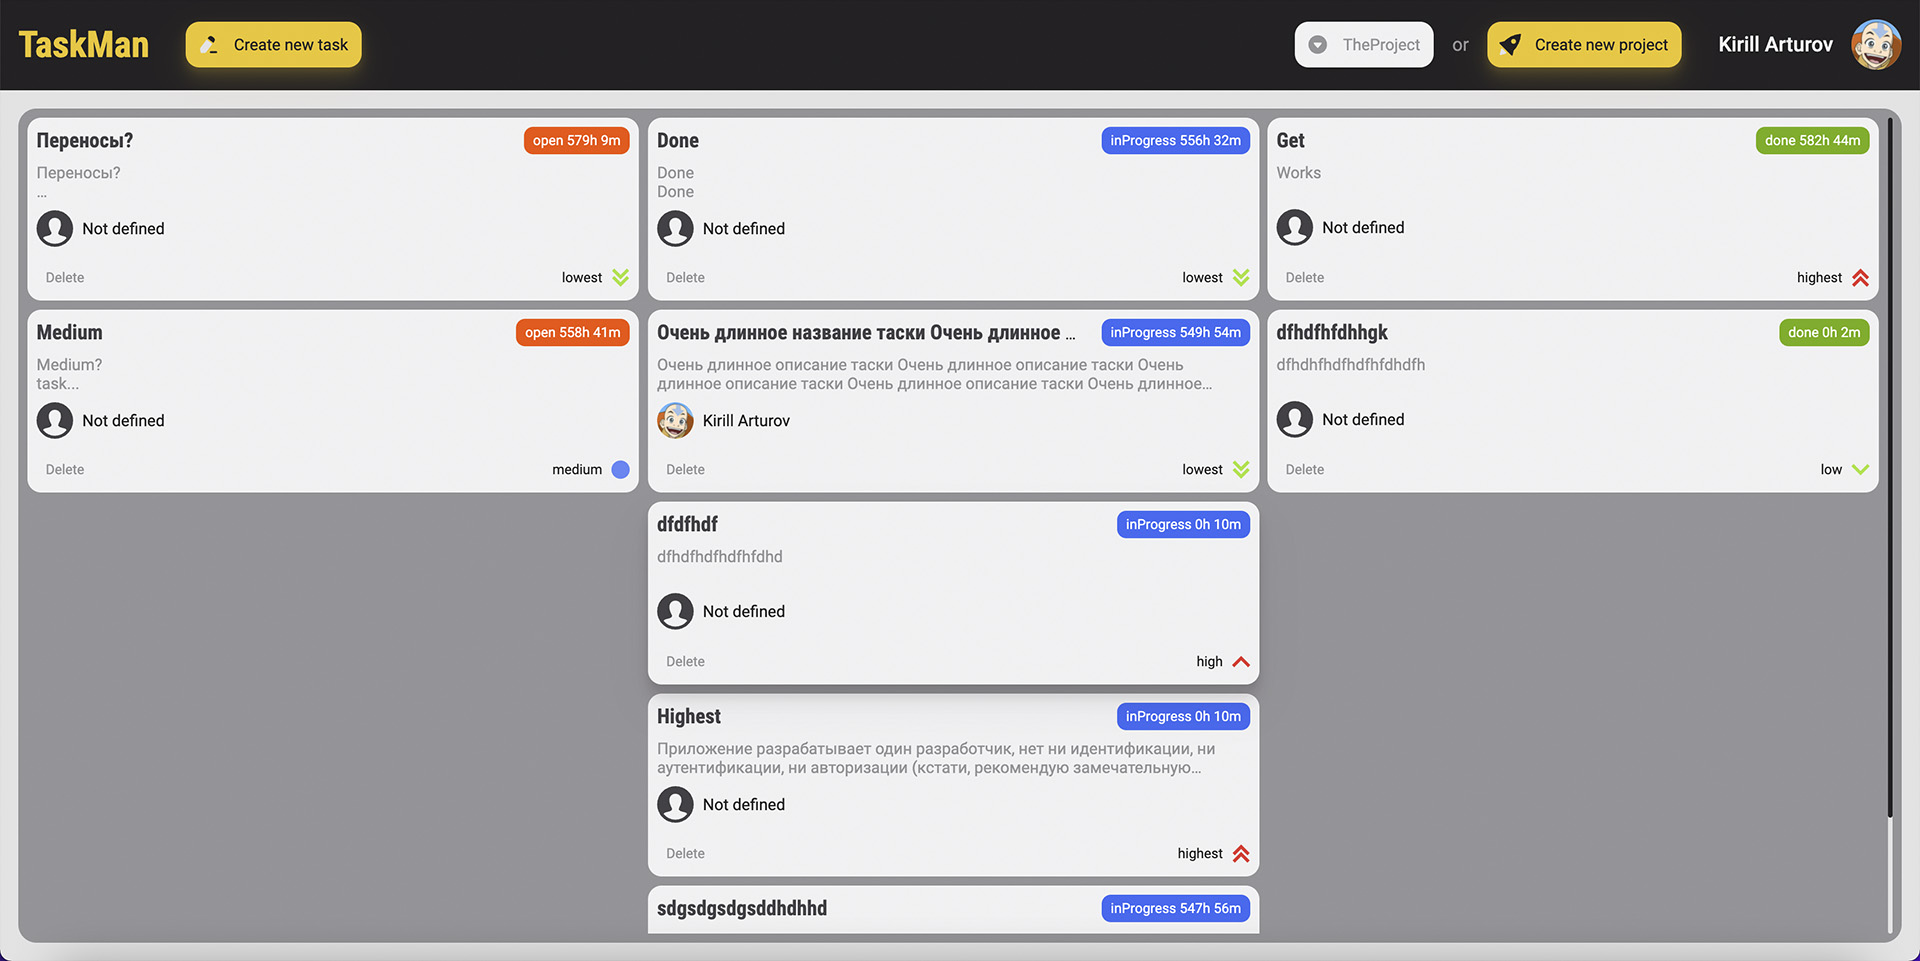 TaskMan
Create new task
TheProject
or
Create new project
Kirill Arturov
Переносы?
open 579h 9m
Переносы?
...
Not defined
Delete
lowest
Medium
open 558h 41m
Medium?
task...
Not defined
Delete
medium
Done
inProgress 556h 32m
Done
Done
Not defined
Delete
lowest
Очень длинное название таски Очень длинное ...
inProgress 549h 54m
Очень длинное описание таски Очень длинное описание таски Очень
длинное описание таски Очень длинное описание таски Очень длинное...
Kirill Arturov
Delete
lowest
dfdfhdf
inProgress 0h 10m
dfhdfhdfhdfhfdhd
Not defined
Delete
high
Highest
inProgress 0h 10m
Приложение разрабатывает один разработчик, нет ни идентификации, ни
аутентификации, ни авторизации (кстати, рекомендую замечательную...
Not defined
Delete
highest
sdgsdgsdgsddhdhhd
inProgress 547h 56m
Get
done 582h 44m
Works
Not defined
Delete
highest
dfhdfhfdhhgk
done 0h 2m
dfhdhfhdfhdfhfdhdfh
Not defined
Delete
low